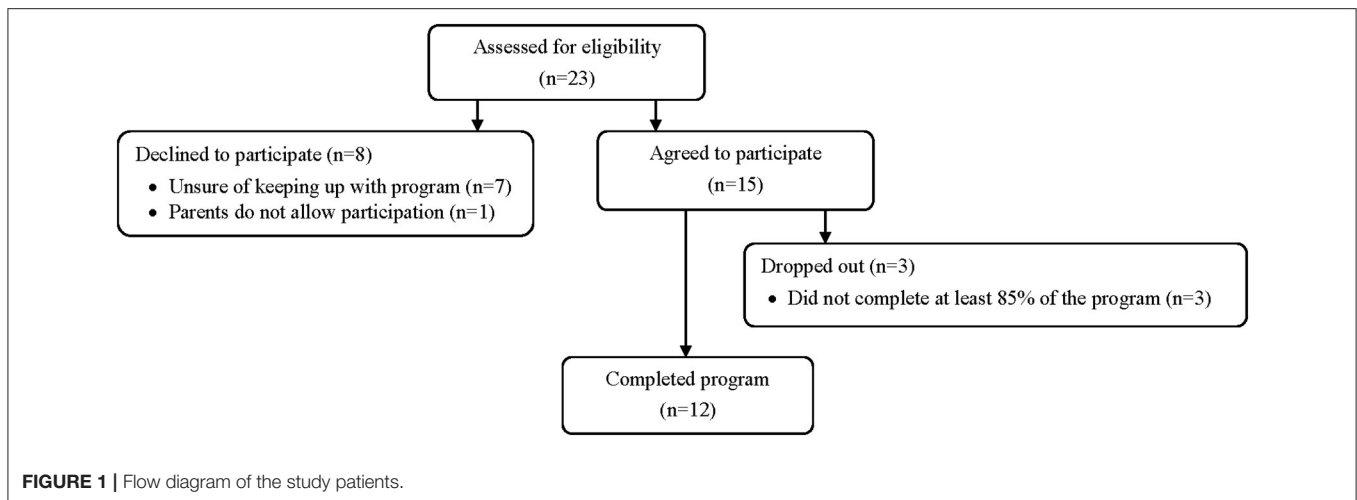 Assessed for eligibility
(n=23)
Declined to participate (n=8)
• Unsure of keeping up with program (n=7)
• Parents do not allow participation (n=1)
Agreed to participate
(n=15)
Dropped out (n=3)
• Did not complete at least 85% of the program (n=3)
Completed program
(n=12)
FIGURE 1 | Flow diagram of the study patients.